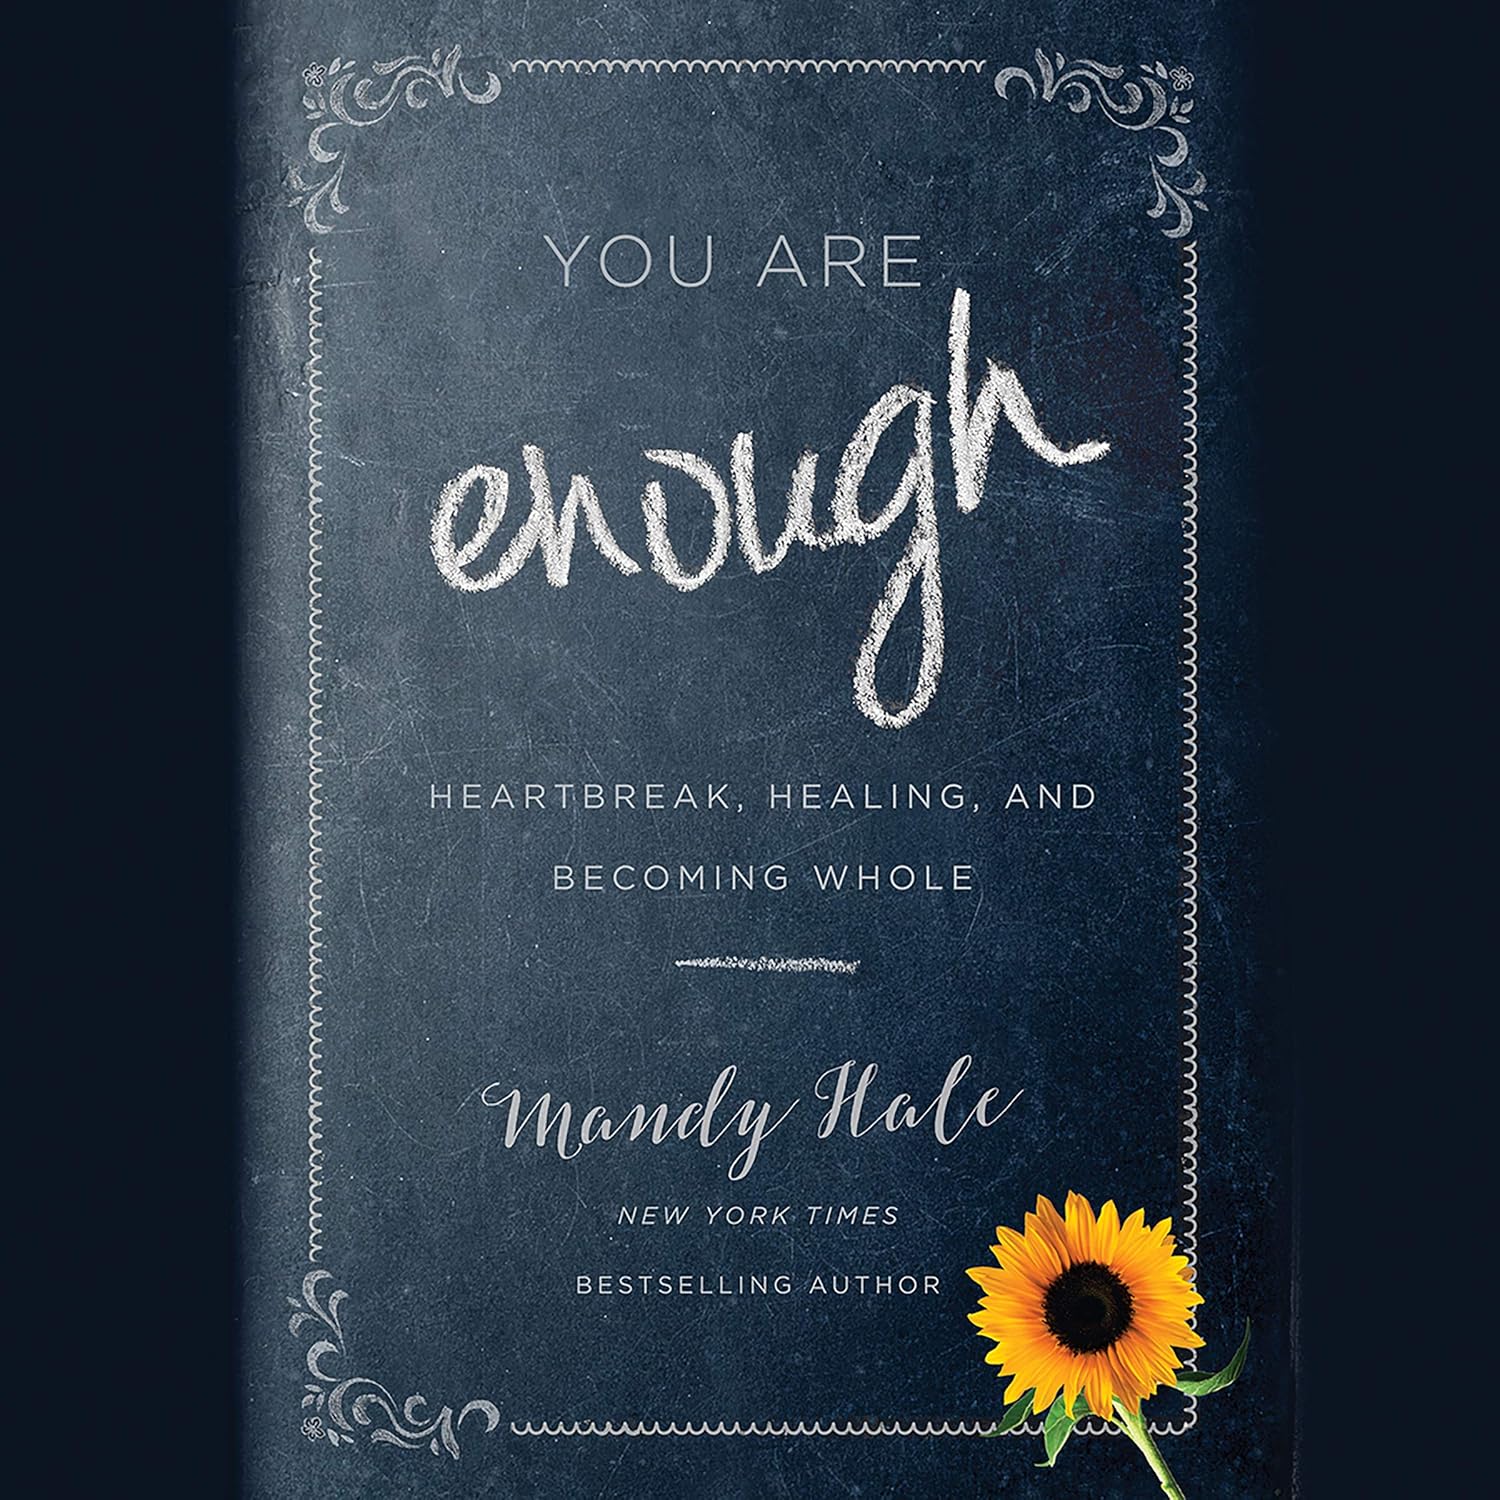 YOU ARE
enough
HEARTBREAK, HEALING, AND
BECOMING WHOLE
Mandy Hale
NEW YORK TIMES
BESTSELLING AUTHOR